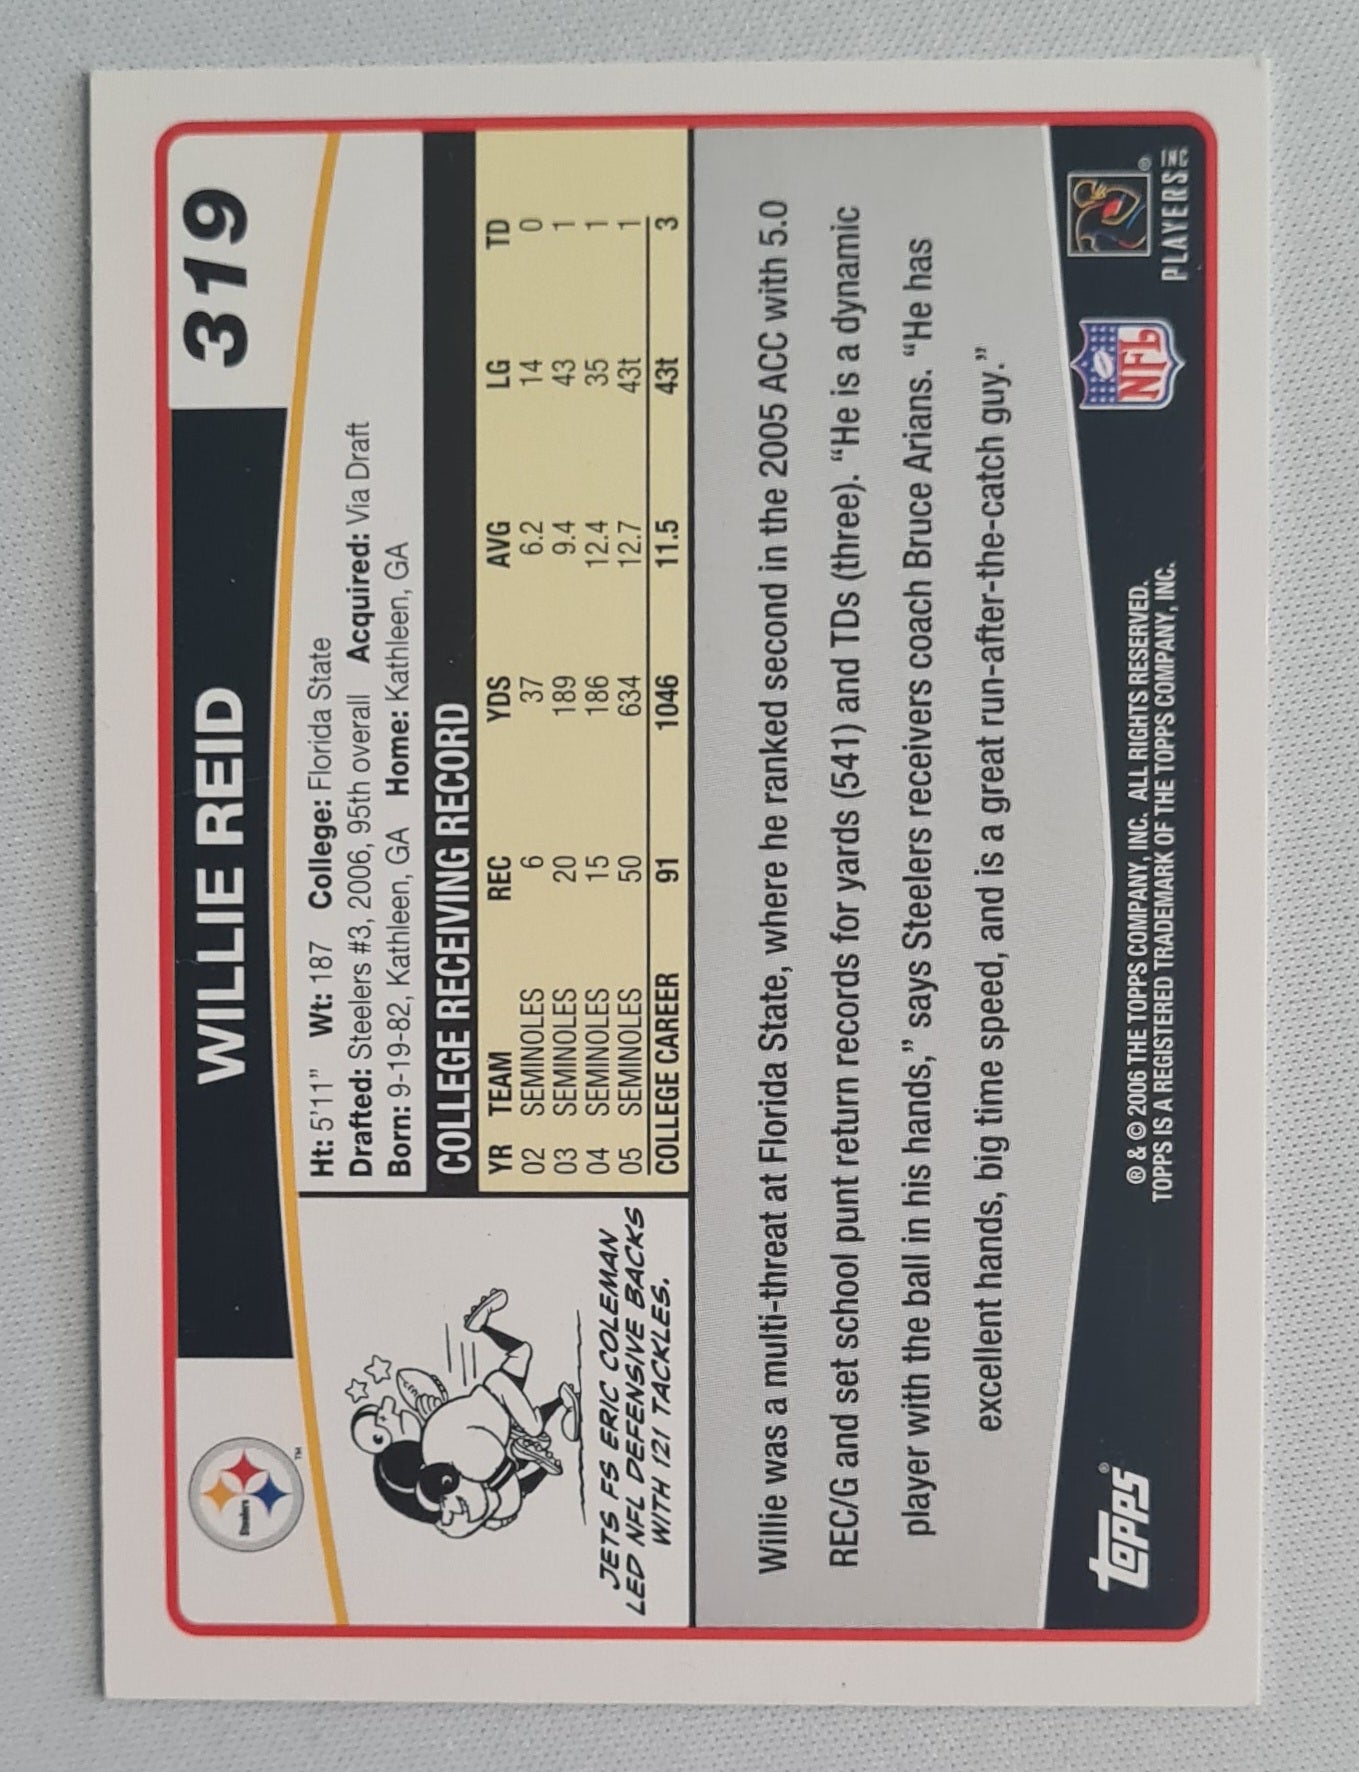 Steelers
TM
WILLIE REID
319
Ht: 5'11" Wt: 187 College: Florida State
Drafted: Steelers #3, 2006, 95th overall Acquired: Via Draft
Born: 9-19-82, Kathleen, GA Home: Kathleen, GA
COLLEGE RECEIVING RECORD
YR TEAM REC YDS AVG LG TD
02 SEMINOLES 6 37 6.2 14 0
03 SEMINOLES 20 189 9.4 43 1
04 SEMINOLES 15 186 12.4 35 1
05 SEMINOLES 50 634 12.7 43t 1
COLLEGE CAREER 91 1046 11.5 43t 3
JETS FS ERIC COLEMAN
LED NFL DEFENSIVE BACKS
WITH 121 TACKLES.
Willie was a multi-threat at Florida State, where he ranked second in the 2005 ACC with 5.0
REC/G and set school punt return records for yards (541) and TDs (three). “He is a dynamic
player with the ball in his hands,” says Steelers receivers coach Bruce Arians. “He has
excellent hands, big time speed, and is a great run-after-the-catch guy.”
TOPPS®
® & © 2006 THE TOPPS COMPANY, INC. ALL RIGHTS RESERVED.
TOPPS IS A REGISTERED TRADEMARK OF THE TOPPS COMPANY, INC.
NFL
®
PLAYERS INC